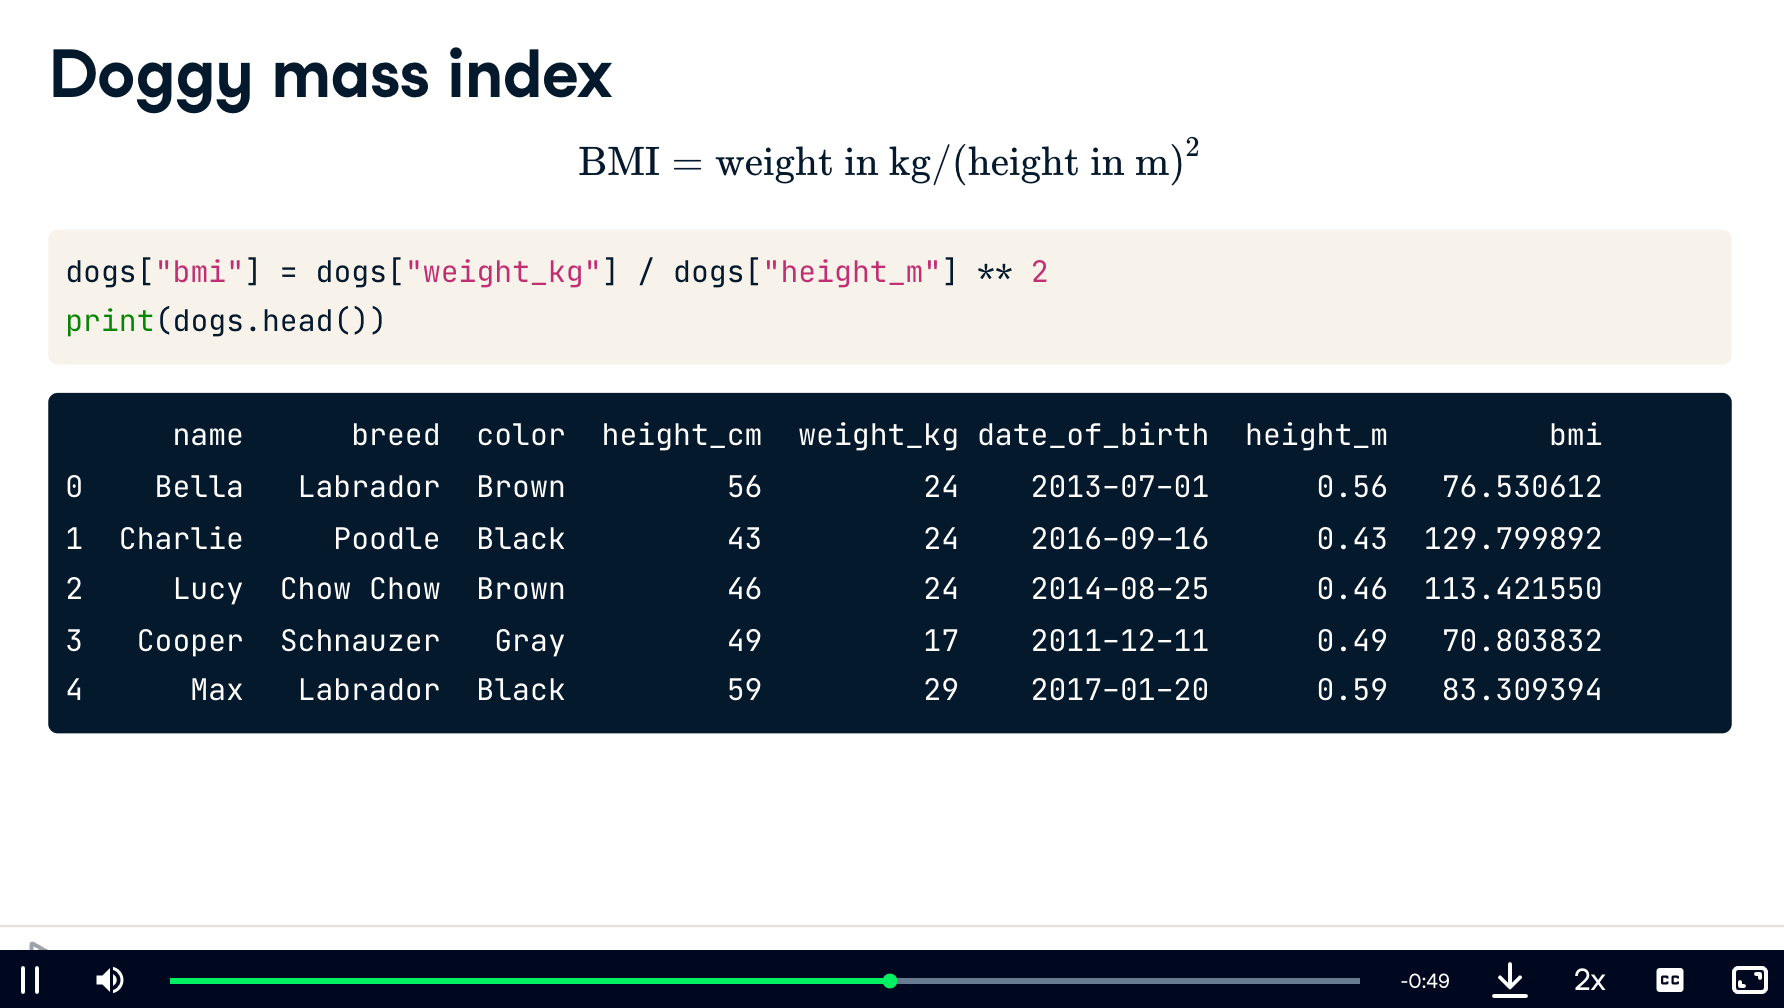 Doggy mass index
BMI = weight in kg/(height in m)²
dogs["bmi"] = dogs["weight_kg"] / dogs["height_m"] ** 2
print(dogs.head())
name breed color height_cm weight_kg date_of_birth height_m bmi
0 Bella Labrador Brown 56 24 2013-07-01 0.56 76.530612
1 Charlie Poodle Black 43 24 2016-09-16 0.43 129.799892
2 Lucy Chow Chow Brown 46 24 2014-08-25 0.46 113.421550
3 Cooper Schnauzer Gray 49 17 2011-12-11 0.49 70.803832
4 Max Labrador Black 59 29 2017-01-20 0.59 83.309394
-0:49 2x CC